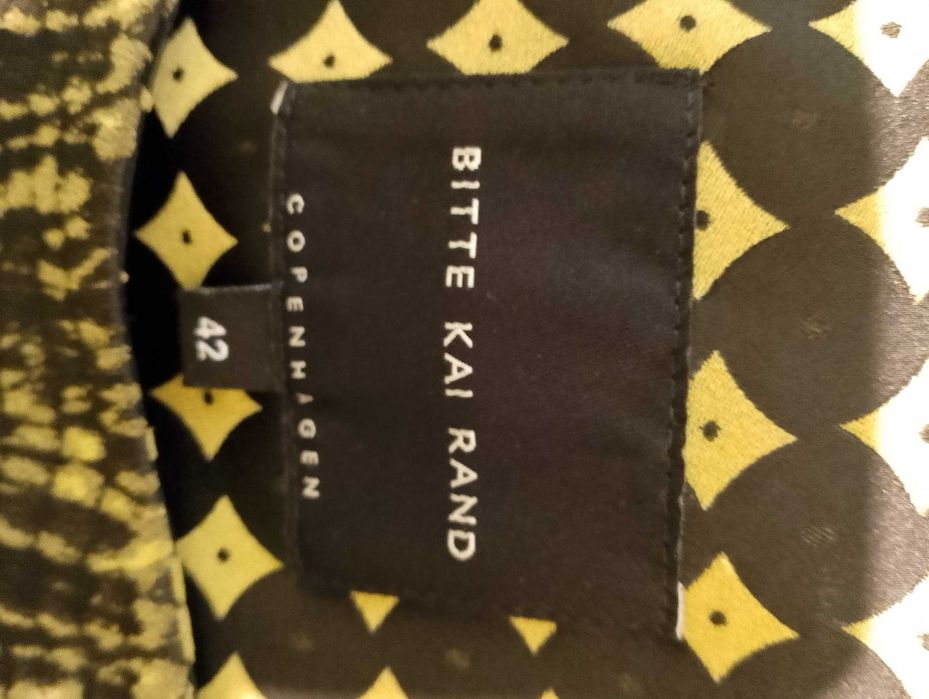 BITTE KAI RAND
COPENHAGEN
42